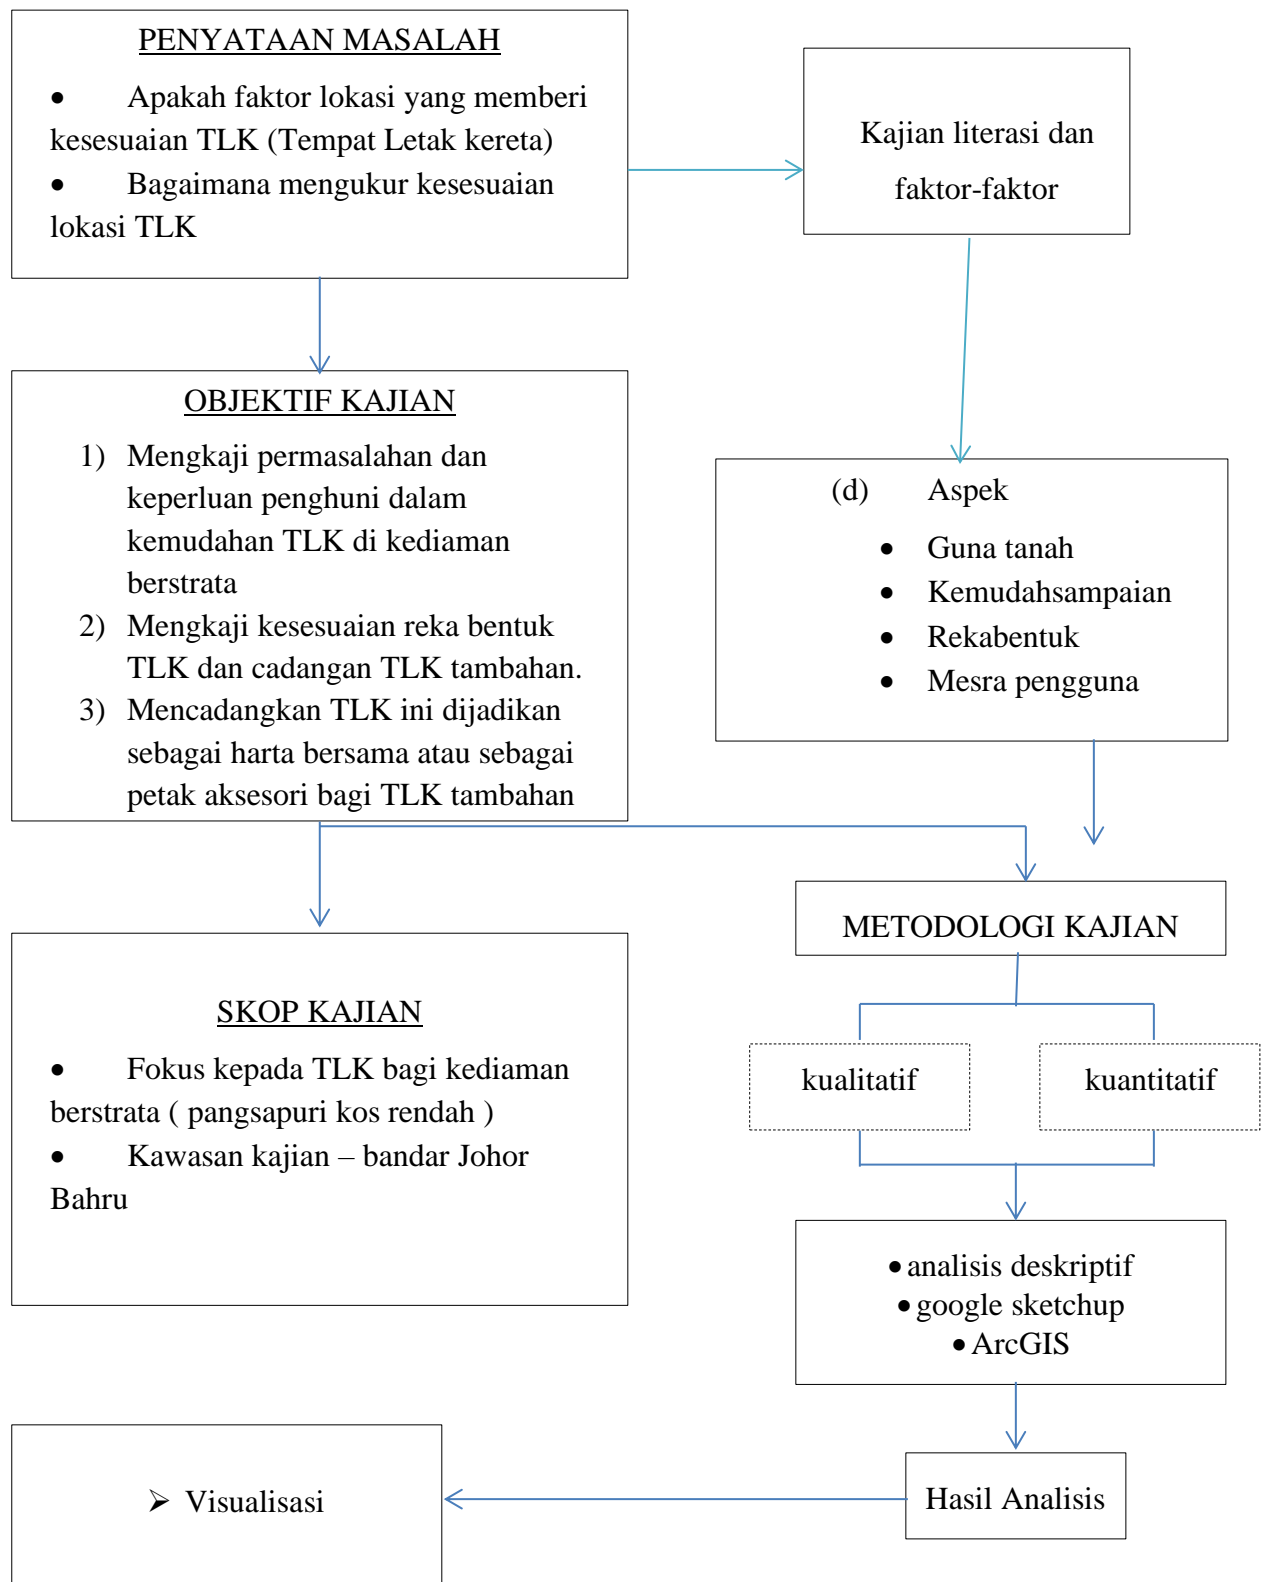 PENYATAAN MASALAH
• Apakah faktor lokasi yang memberi
kesesuaian TLK (Tempat Letak kereta)
• Bagaimana mengukur kesesuaian
lokasi TLK
Kajian literasi dan
faktor-faktor
OBJEKTIF KAJIAN
1) Mengkaji permasalahan dan
keperluan penghuni dalam
kemudahan TLK di kediaman
berstrata
2) Mengkaji kesesuaian reka bentuk
TLK dan cadangan TLK tambahan.
3) Mencadangkan TLK ini dijadikan
sebagai harta bersama atau sebagai
petak aksesori bagi TLK tambahan
(d) Aspek
• Guna tanah
• Kemudahsampaian
• Rekabentuk
• Mesra pengguna
METODOLOGI KAJIAN
SKOP KAJIAN
• Fokus kepada TLK bagi kediaman
berstrata ( pangsapuri kos rendah )
• Kawasan kajian – bandar Johor
Bahru
kualitatif
kuantitatif
• analisis deskriptif
• google sketchup
• ArcGIS
Hasil Analisis
➢ Visualisasi